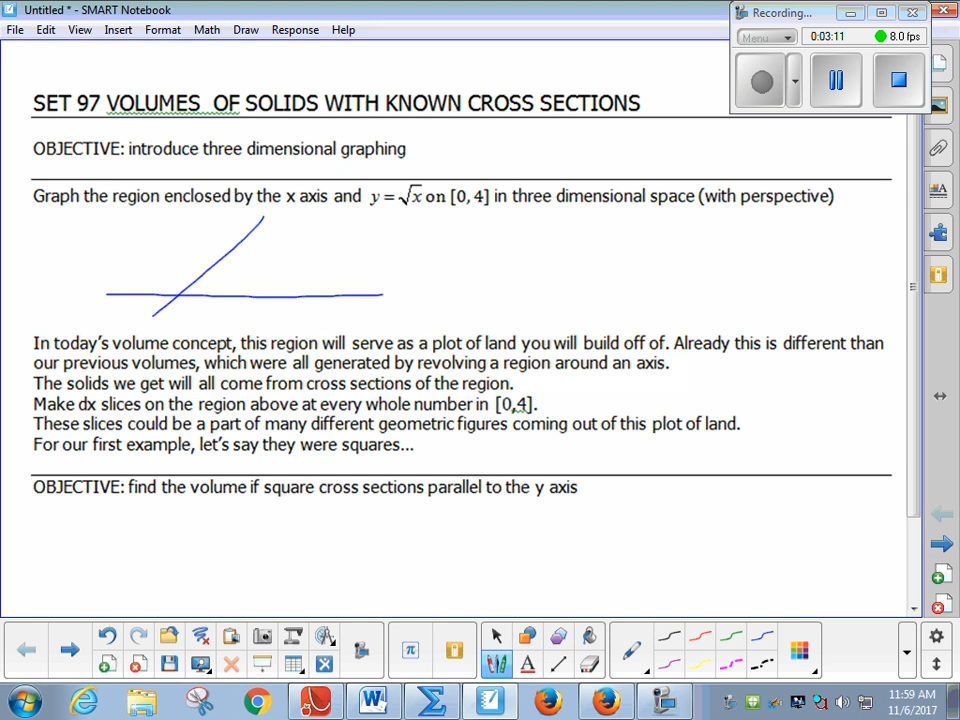 Untitled * - SMART Notebook
File Edit View Insert Format Math Draw Response Help
Recording...
Menu 0:03:11 8.0 fps
SET 97 VOLUMES OF SOLIDS WITH KNOWN CROSS SECTIONS
OBJECTIVE: introduce three dimensional graphing
Graph the region enclosed by the x axis and y = √x on [0, 4] in three dimensional space (with perspective)
In today's volume concept, this region will serve as a plot of land you will build off of. Already this is different than
our previous volumes, which were all generated by revolving a region around an axis.
The solids we get will all come from cross sections of the region.
Make dx slices on the region above at every whole number in [0,4].
These slices could be a part of many different geometric figures coming out of this plot of land.
For our first example, let's say they were squares...
OBJECTIVE: find the volume if square cross sections parallel to the y axis
11:59 AM
11/6/2017